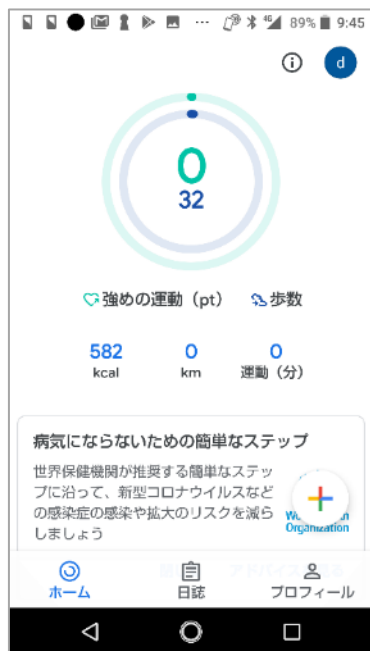 89% 9:45
d
0
32
強めの運動（pt） 歩数
582 0 0
kcal km 運動（分）
病気にならないための簡単なステップ
世界保健機関が推奨する簡単なステッ
プに沿って、新型コロナウイルスなど
の感染症の感染や拡大のリスクを減ら
しましょう
Organization
ホーム 日誌 プロフィール